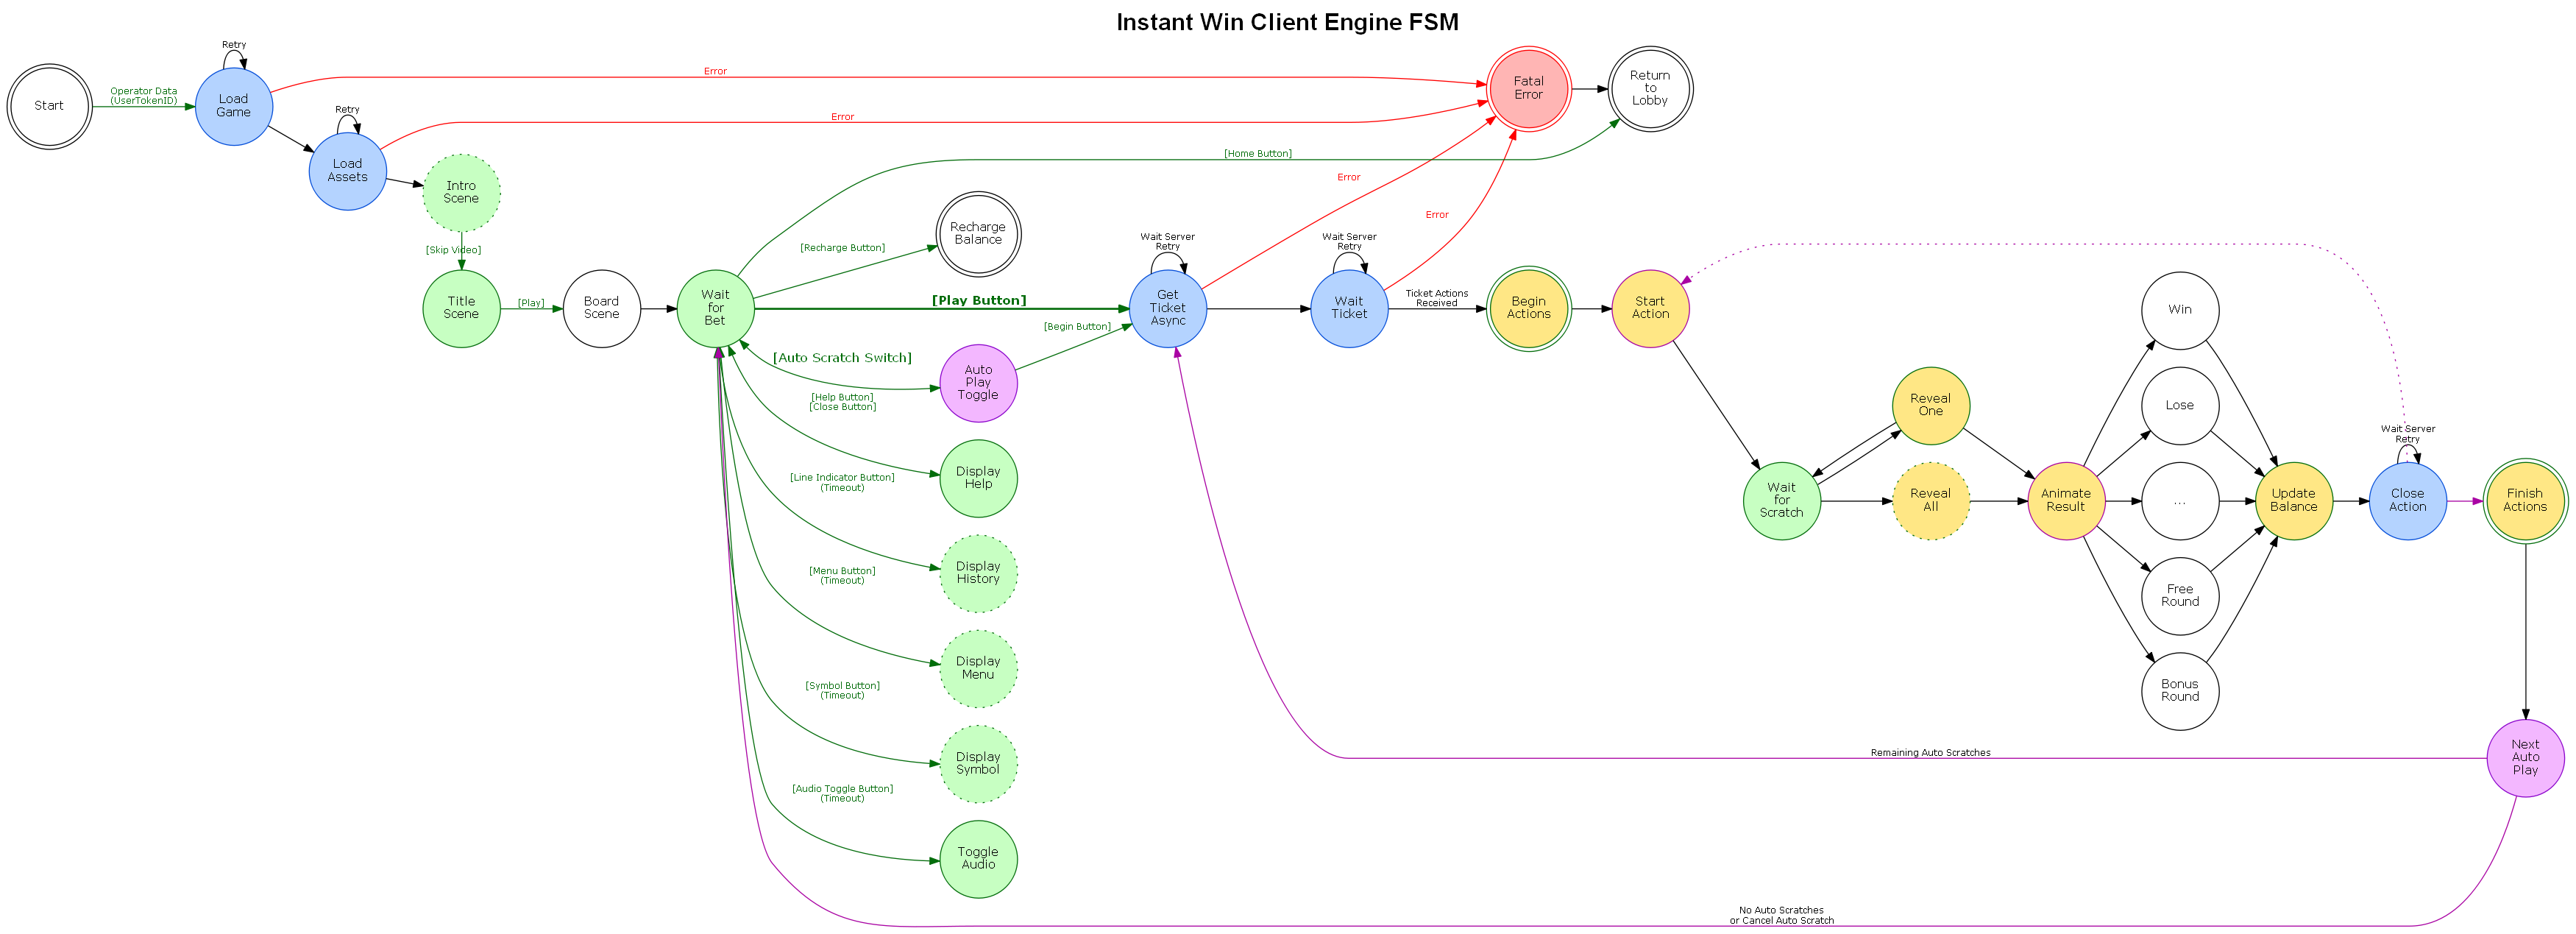 Instant Win Client Engine FSM
Start
Operator Data
(UserTokenID)
Retry
Load
Game
Retry
Load
Assets
Error
Error
Intro
Scene
[Skip Video]
Title
Scene
[Play]
Board
Scene
Wait
for
Bet
[Home Button]
[Recharge Button]
Recharge
Balance
[Play Button]
[Auto Scratch Switch]
Auto
Play
Toggle
[Begin Button]
[Help Button]
[Close Button]
Display
Help
[Line Indicator Button]
(Timeout)
Display
History
[Menu Button]
(Timeout)
Display
Menu
[Symbol Button]
(Timeout)
Display
Symbol
[Audio Toggle Button]
(Timeout)
Toggle
Audio
Wait Server
Retry
Get
Ticket
Async
Error
Wait Server
Retry
Wait
Ticket
Error
Fatal
Error
Return
to
Lobby
Ticket Actions
Received
Begin
Actions
Start
Action
Wait
for
Scratch
Reveal
One
Reveal
All
Animate
Result
Win
Lose
...
Free
Round
Bonus
Round
Update
Balance
Wait Server
Retry
Close
Action
Finish
Actions
Next
Auto
Play
Remaining Auto Scratches
No Auto Scratches
or Cancel Auto Scratch